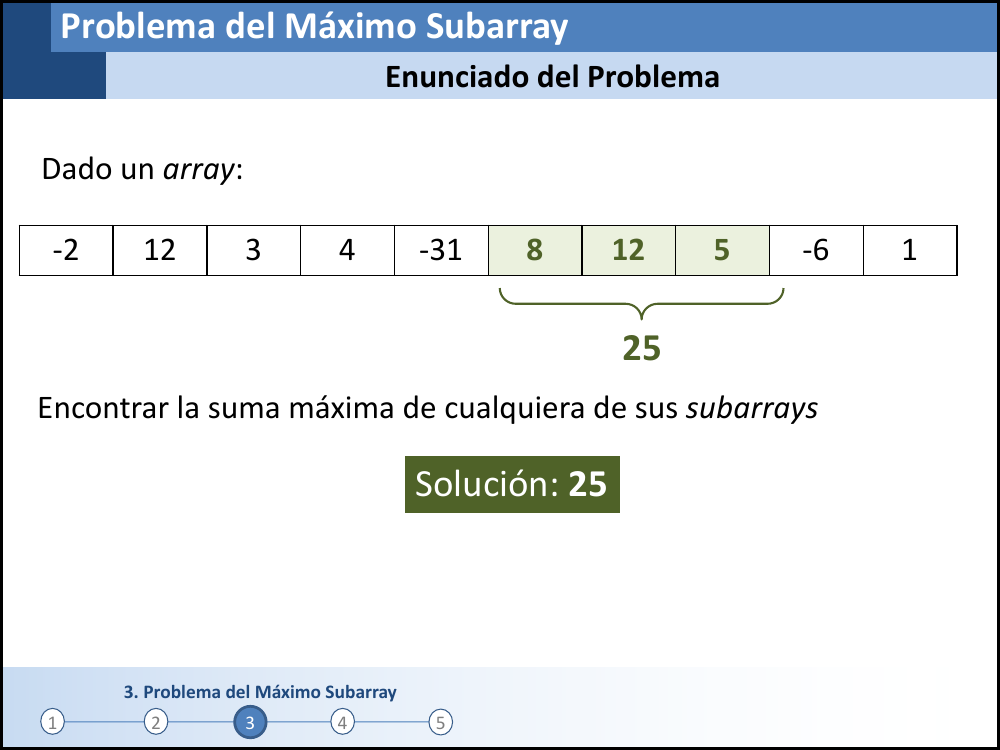 Problema del Máximo Subarray
Enunciado del Problema
Dado un array:
-2 12 3 4 -31 8 12 5 -6 1
25
Encontrar la suma máxima de cualquiera de sus subarrays
Solución: 25
3. Problema del Máximo Subarray
1 2 3 4 5